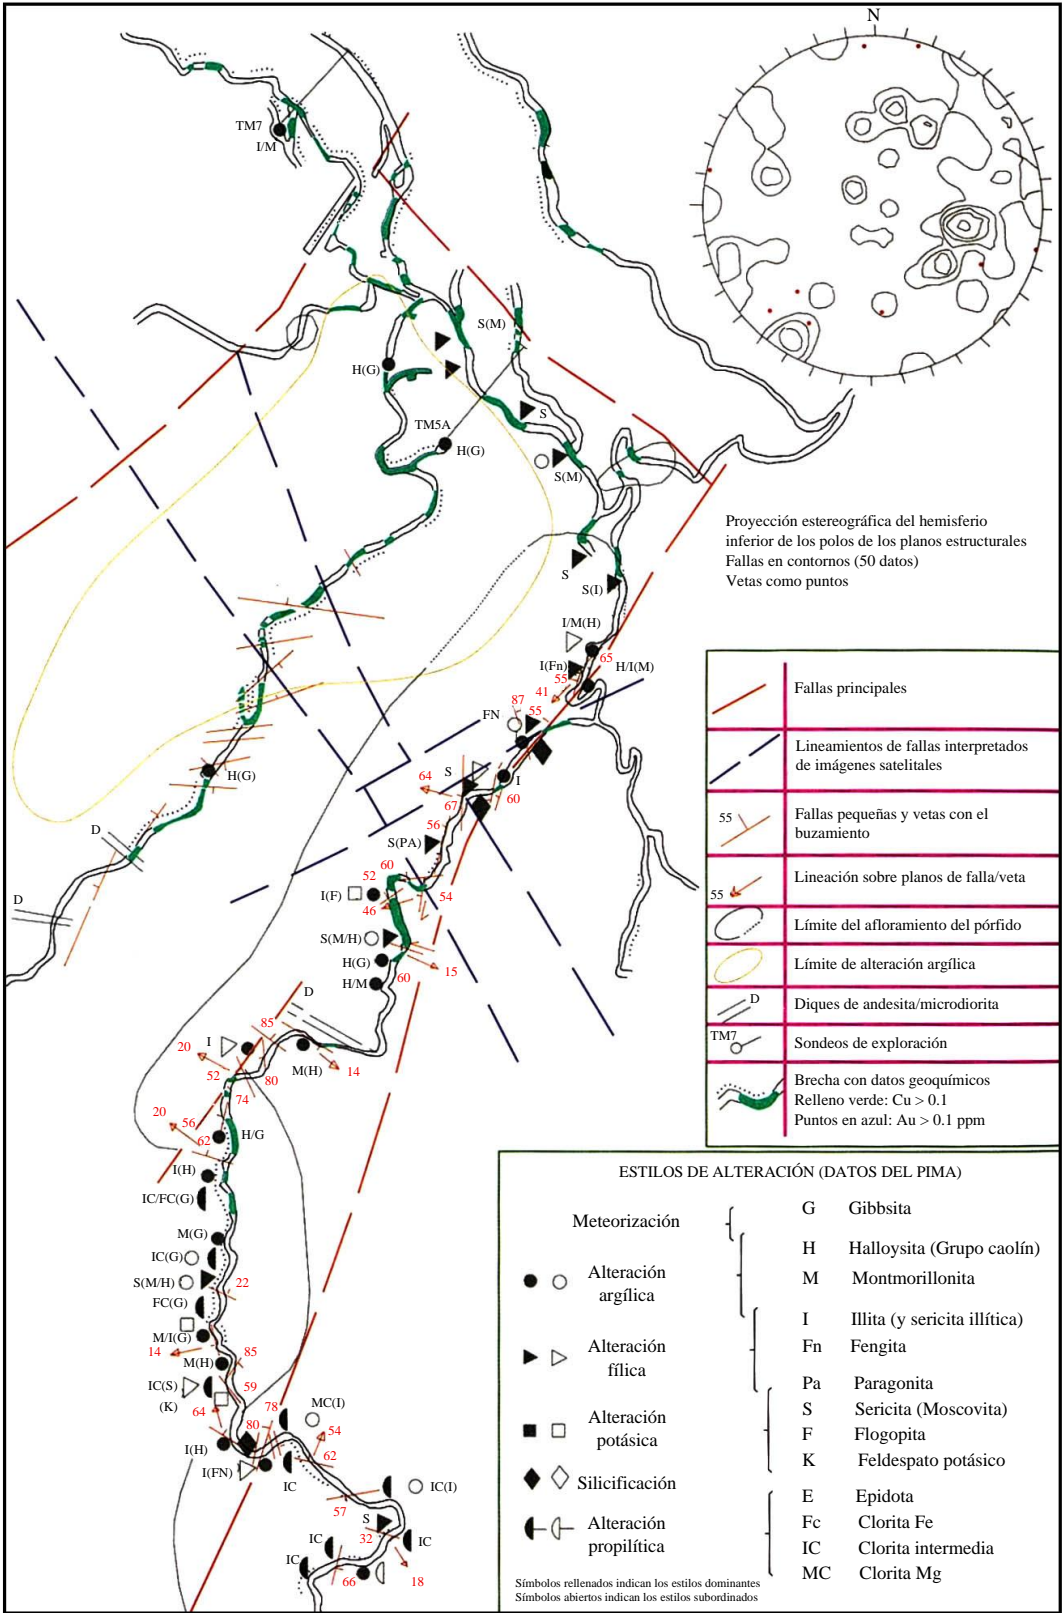 N
TM7
I/M
S(M)
H(G)
TM5A
S
H(G)
S(M)
Proyección estereográfica del hemisferio
inferior de los polos de los planos estructurales
Fallas en contornos (50 datos)
Vetas como puntos
S
S(I)
I/M(H)
I(Fn)
65
H/I(M)
55
41
87
FN
55
S
64
I
H(G)
67
60
56
D
S(PA)
60
52
D
I(F)
46
54
S(M/H)
H(G)
15
H/M
60
D
85
I
20
M(H)
14
52
80
74
20
56
62
H/G
I(H)
IC/FC(G)
M(G)
IC(G)
S(M/H)
22
FC(G)
M/I(G)
14
85
M(H)
IC(S)
59
(K)
64
78
MC(I)
80
54
I(H)
62
I(FN)
IC
IC(I)
57
S
32
IC
IC
IC
66
18
Fallas principales
Lineamientos de fallas interpretados
de imágenes satelitales
55
Fallas pequeñas y vetas con el
buzamiento
55
Lineación sobre planos de falla/veta
Límite del afloramiento del pórfido
Límite de alteración argílica
D
Diques de andesita/microdiorita
TM7
Sondeos de exploración
Brecha con datos geoquímicos
Relleno verde: Cu > 0.1
Puntos en azul: Au > 0.1 ppm
ESTILOS DE ALTERACIÓN (DATOS DEL PIMA)
Meteorización
G Gibbsita
H Halloysita (Grupo caolín)
Alteración
argílica
M Montmorillonita
I Illita (y sericita illítica)
Alteración
fílica
Fn Fengita
Pa Paragonita
S Sericita (Moscovita)
Alteración
potásica
F Flogopita
K Feldespato potásico
Silicificación
E Epidota
Alteración
propilítica
Fc Clorita Fe
IC Clorita intermedia
MC Clorita Mg
Símbolos rellenados indican los estilos dominantes
Símbolos abiertos indican los estilos subordinados